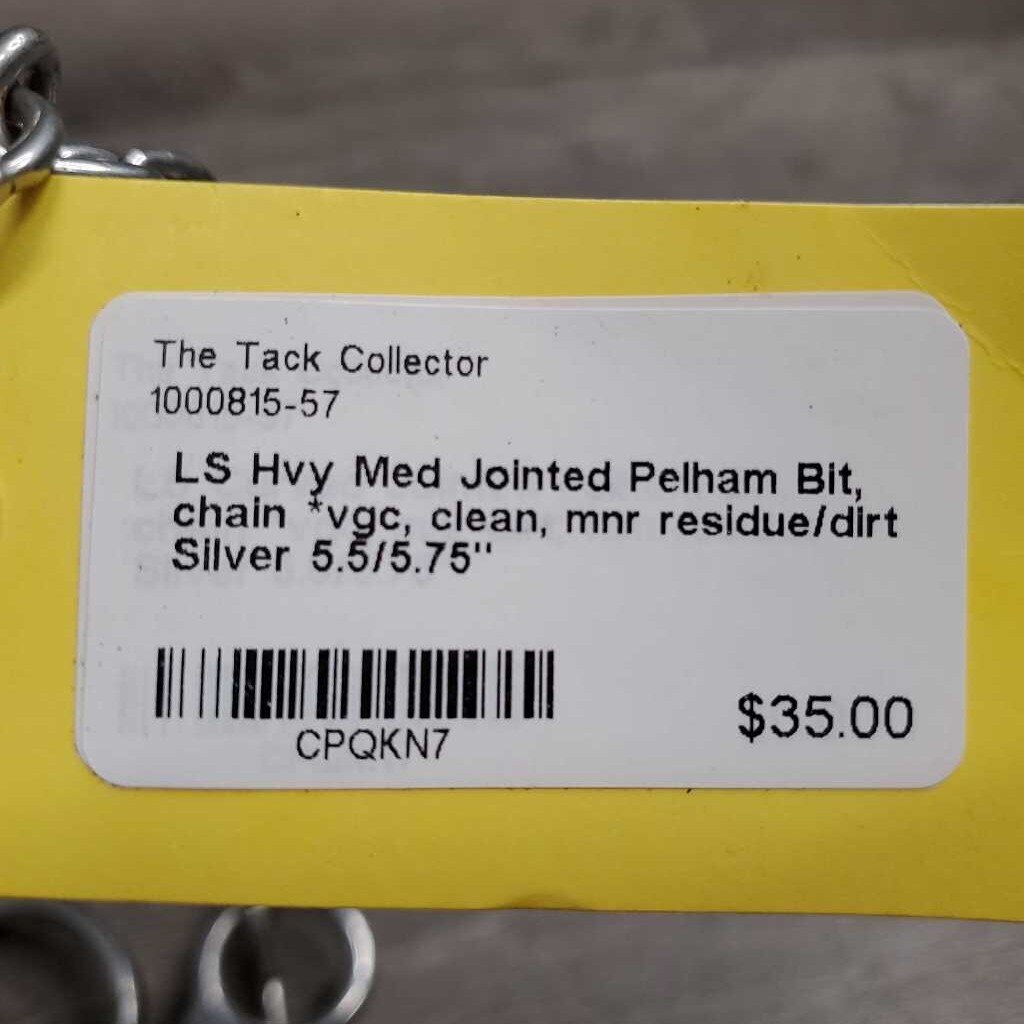 The Tack Collector
1000815-57
LS Hvy Med Jointed Pelham Bit,
chain *vgc, clean, mnr residue/dirt
Silver 5.5/5.75"
CPQKN7
$35.00